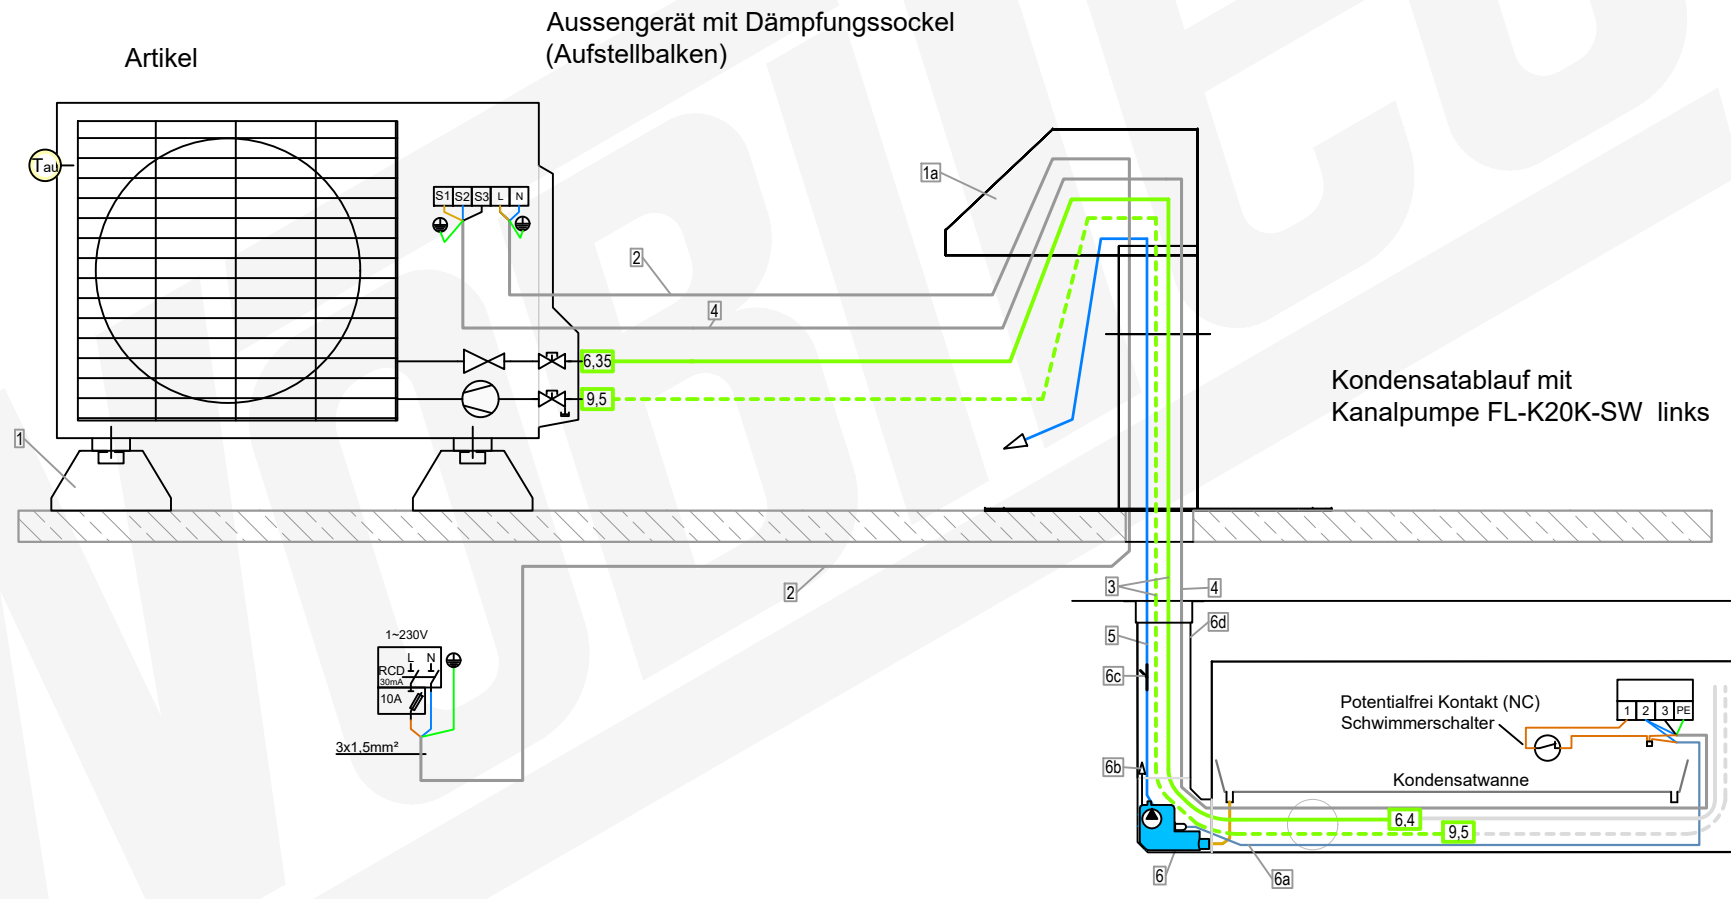 Aussengerät mit Dämpfungssockel
(Aufstellbalken)
Artikel
Tau
S1 S2 S3 L N
1a
2
4
6,35
9,5
Kondensatablauf mit
Kanalpumpe FL-K20K-SW links
1
2
3
4
5
6d
6c
1~230V
L N
RCD
30mA
10A
3x1,5mm²
Potentialfrei Kontakt (NC)
Schwimmerschalter
1 2 3 PE
6b
Kondensatwanne
6,4
9,5
6
6a